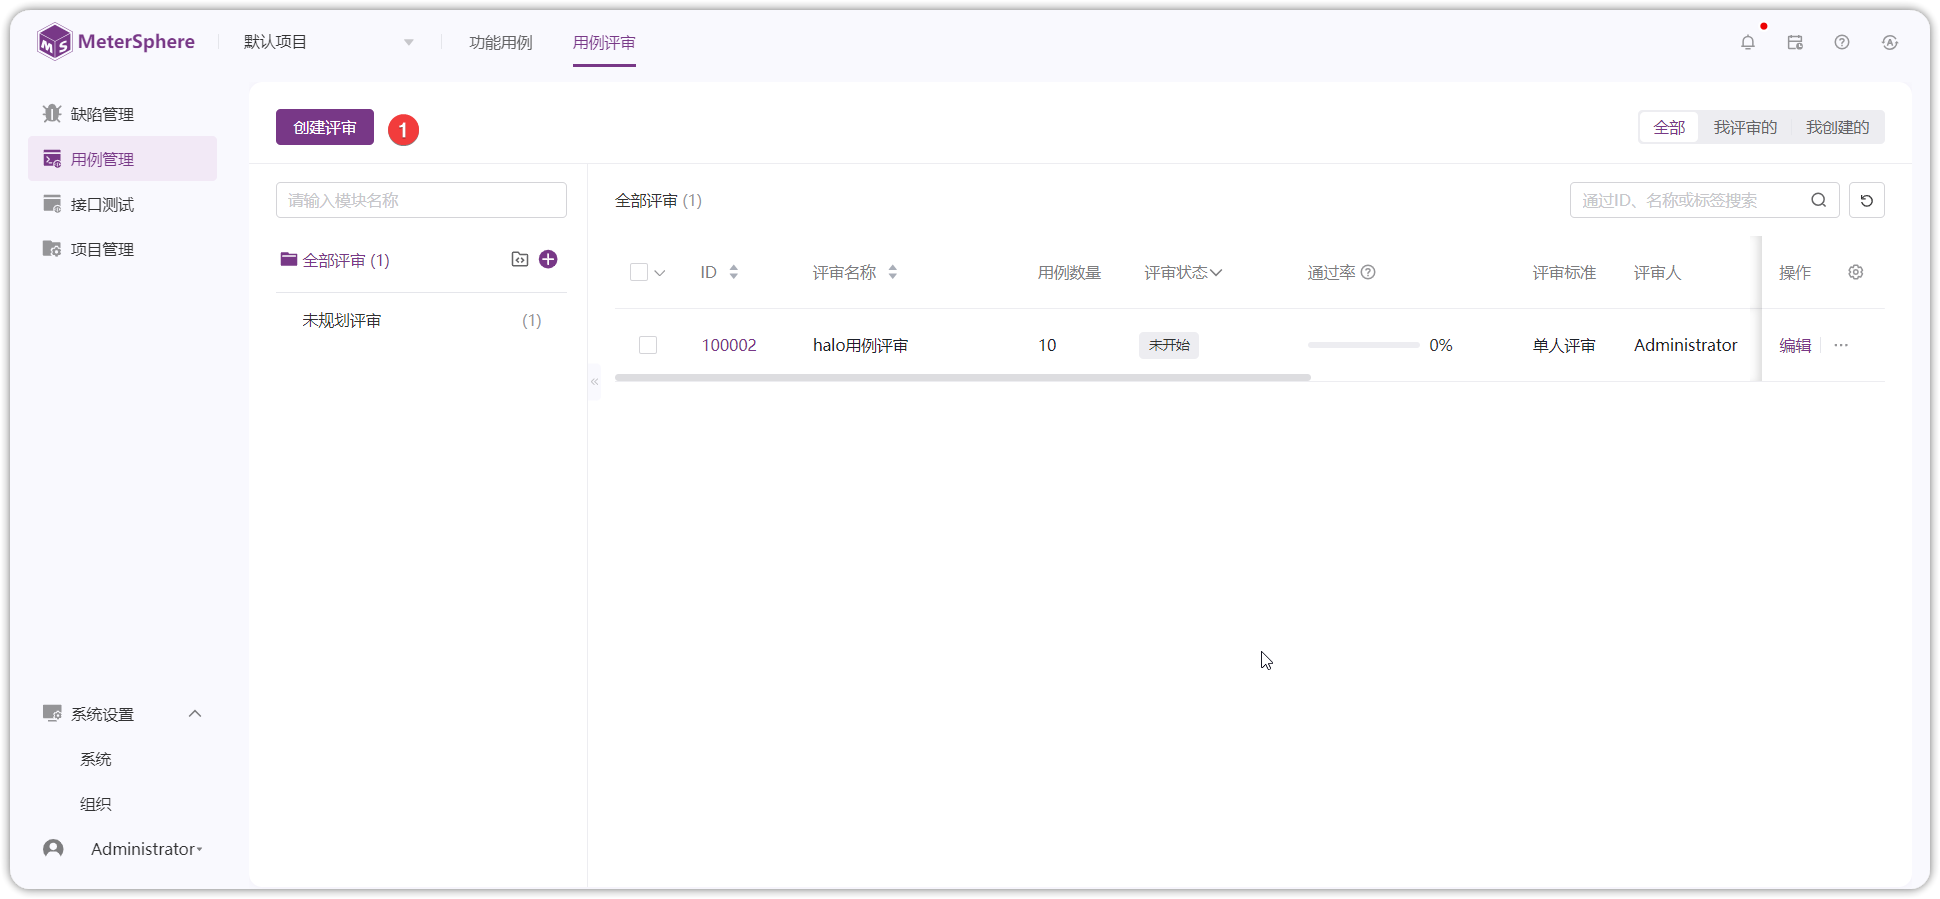 MeterSphere
默认项目
功能用例
用例评审
缺陷管理
用例管理
接口测试
项目管理
系统设置
系统
组织
Administrator
创建评审
1
全部
我评审的
我创建的
请输入模块名称
全部评审 (1)
未规划评审 (1)
全部评审 (1)
通过ID、名称或标签搜索
ID 评审名称 用例数量 评审状态 通过率 评审标准 评审人 操作
100002 halo用例评审 10 未开始 0% 单人评审 Administrator 编辑 ···